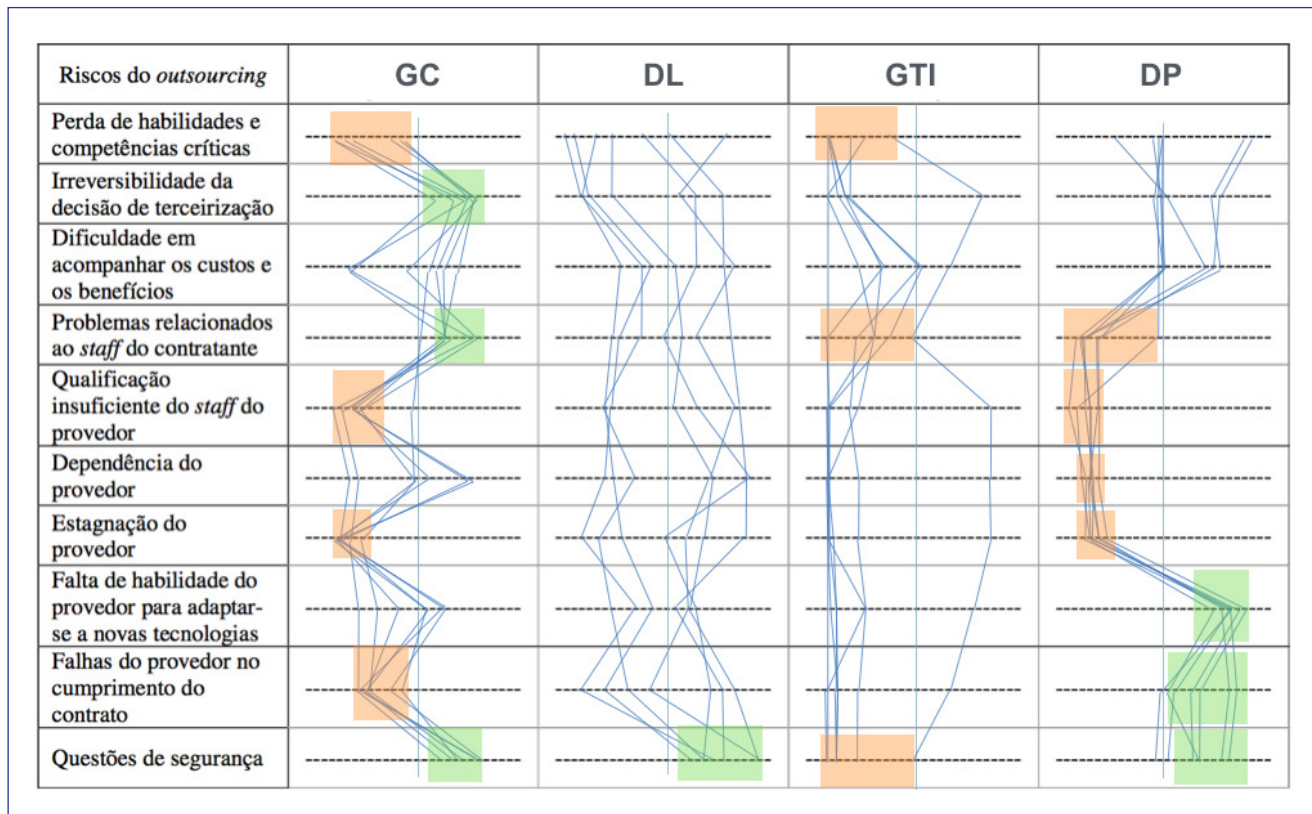 Riscos do outsourcing
GC
DL
GTI
DP
Perda de habilidades e
competências críticas
Irreversibilidade da
decisão de terceirização
Dificuldade em
acompanhar os custos e
os benefícios
Problemas relacionados
ao staff do contratante
Qualificação
insuficiente do staff do
provedor
Dependência do
provedor
Estagnação do
provedor
Falta de habilidade do
provedor para adaptar-
se a novas tecnologias
Falhas do provedor no
cumprimento do
contrato
Questões de segurança